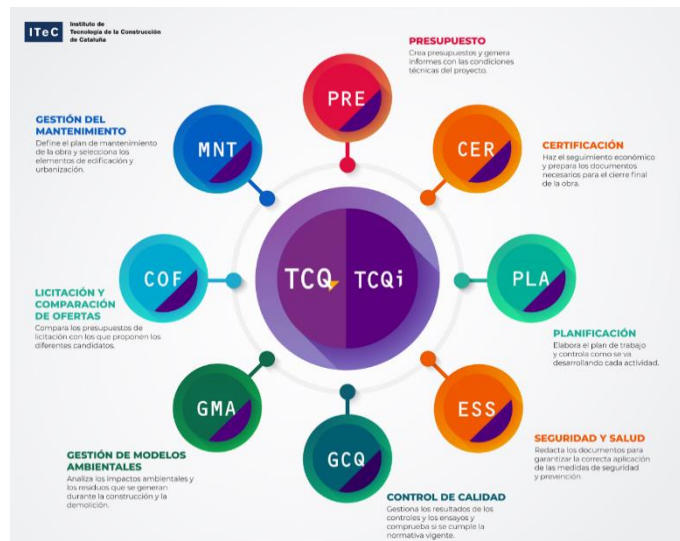 ITeC
Instituto de
Tecnología de la Construcción
de Cataluña
PRESUPUESTO
Crea presupuestos y genera
informes con las condiciones
técnicas del proyecto.
PRE
GESTIÓN DEL
MANTENIMIENTO
Define el plan de mantenimiento
de la obra y selecciona los
elementos de edificación y
urbanización.
MNT
CER
CERTIFICACIÓN
Haz el seguimiento económico
y prepara los documentos
necesarios para el cierre final
de la obra.
TCQ
TCQi
COF
LICITACIÓN Y
COMPARACIÓN
DE OFERTAS
Compara los presupuestos de
licitación con los que proponen los
diferentes candidatos.
PLA
PLANIFICACIÓN
Elabora el plan de trabajo
y controla como se va
desarrollando cada actividad.
GMA
GESTIÓN DE MODELOS
AMBIENTALES
Analiza los impactos ambientales y
los residuos que se generan
durante la construcción y la
demolición.
GCQ
CONTROL DE CALIDAD
Gestiona los resultados de los
controles y los ensayos y
comprueba si se cumple la
normativa vigente.
ESS
SEGURIDAD Y SALUD
Redacta los documentos para
garantizar la correcta aplicación
de las medidas de seguridad
y prevención